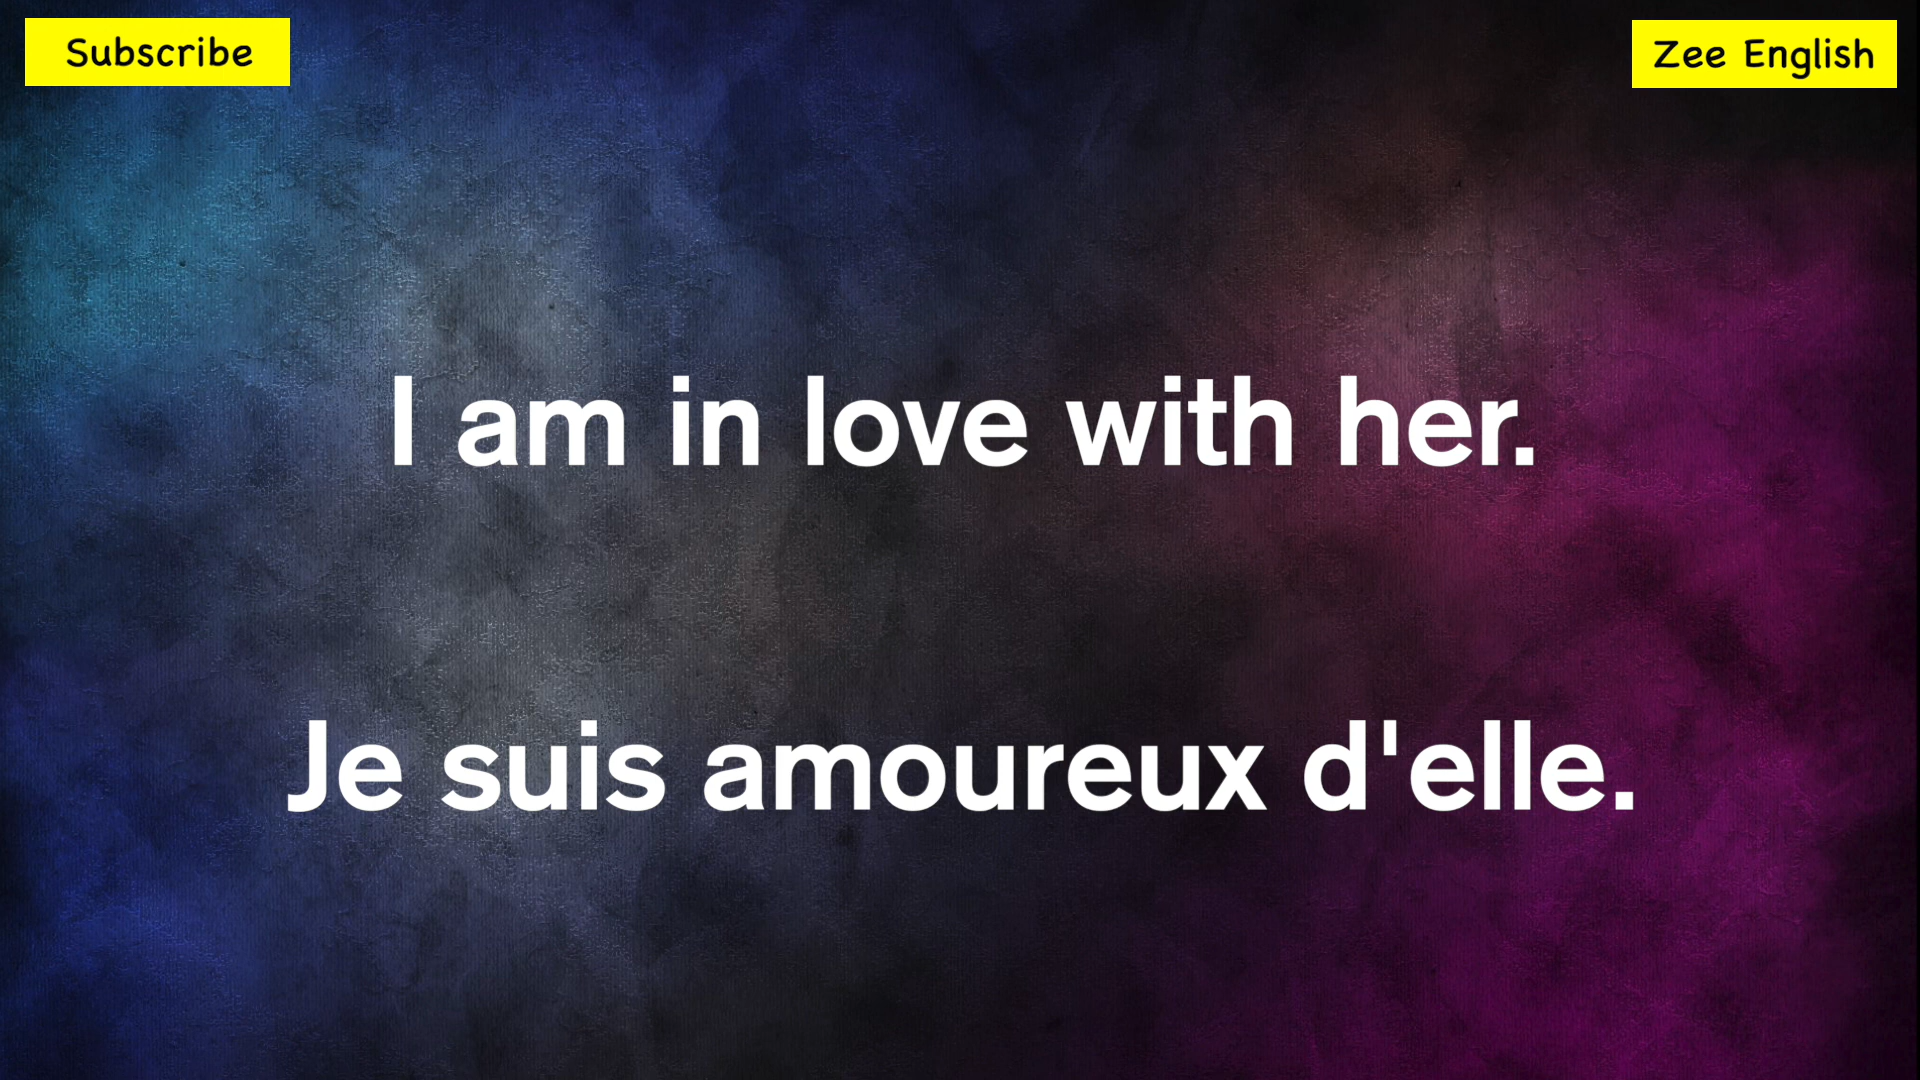 Subscribe
Zee English
I am in love with her.
Je suis amoureux d'elle.